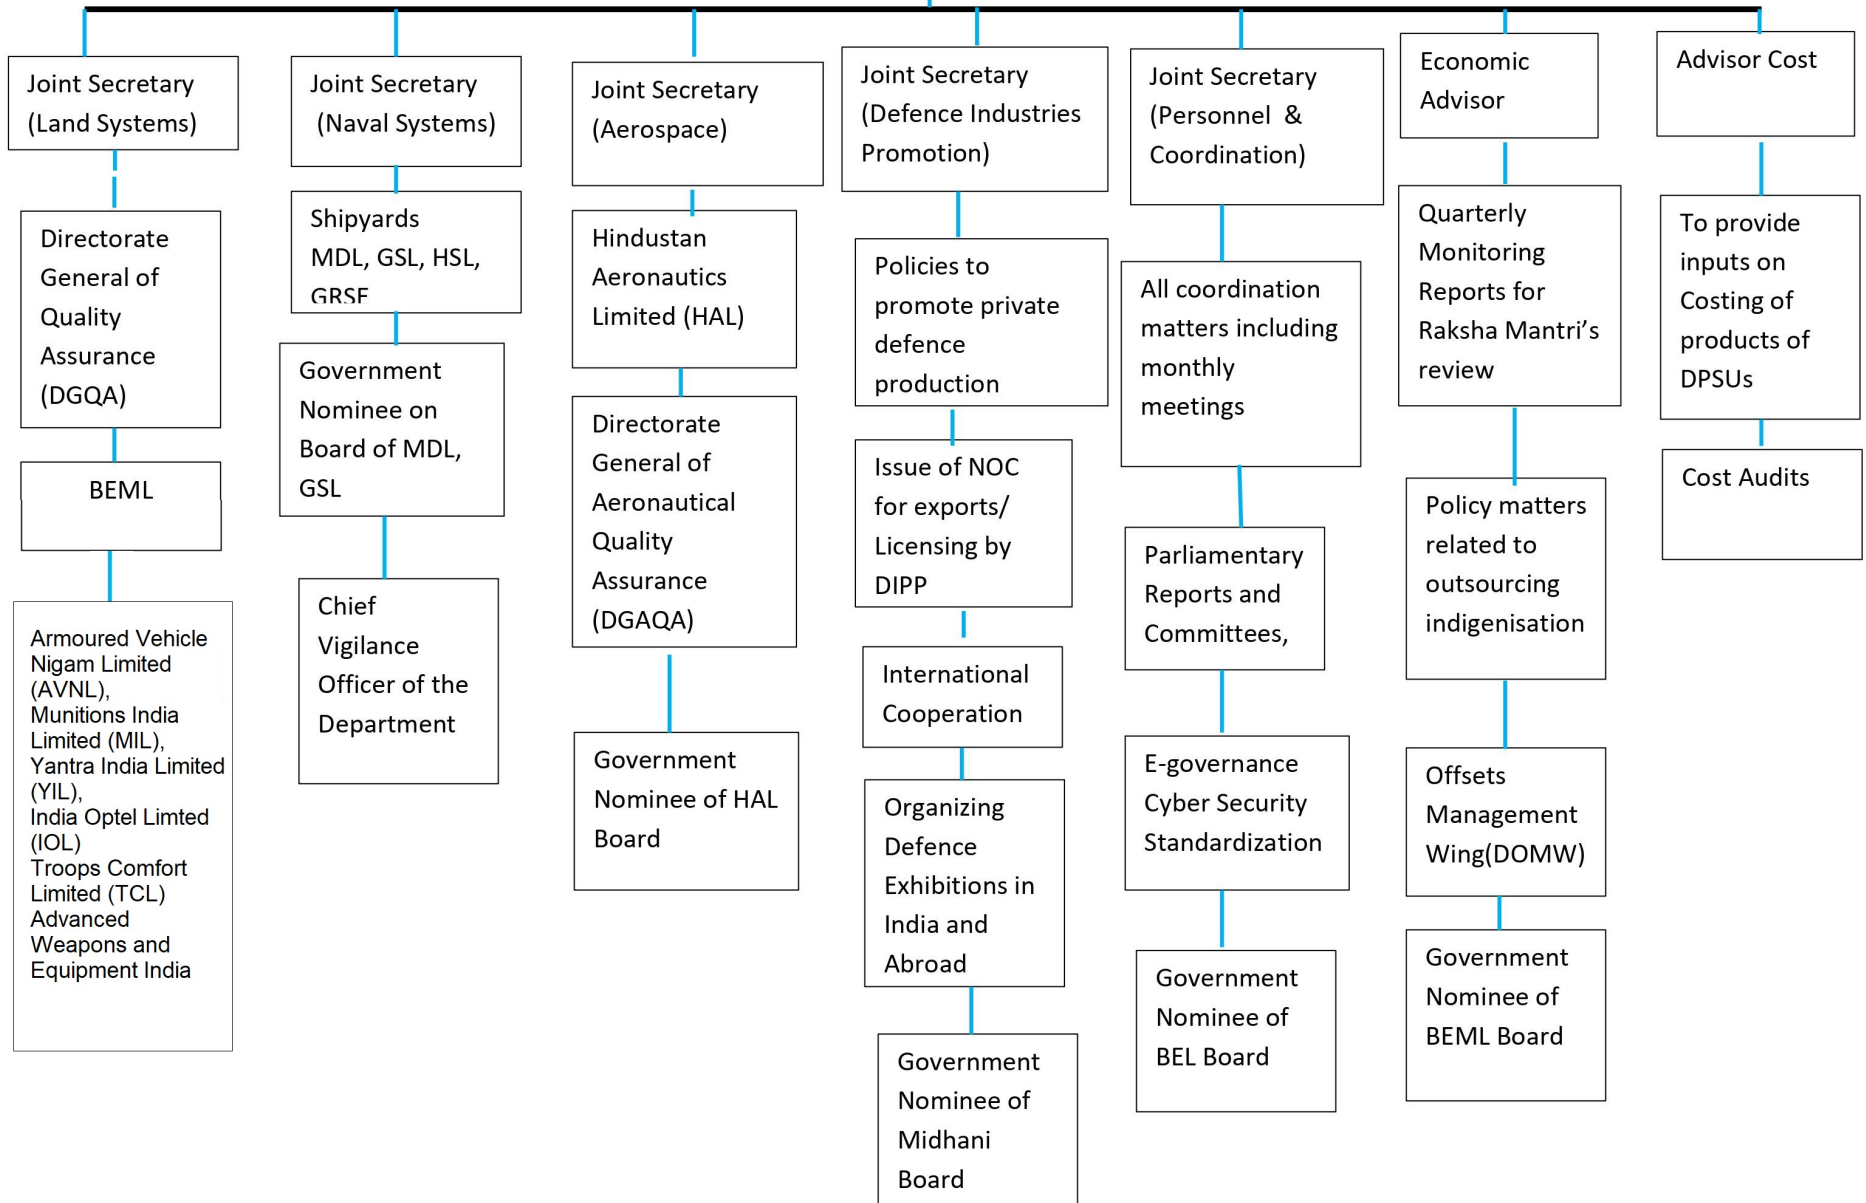 Joint Secretary
(Land Systems)
Directorate
General of
Quality
Assurance
(DGQA)
BEML
Armoured Vehicle
Nigam Limited
(AVNL),
Munitions India
Limited (MIL),
Yantra India Limited
(YIL),
India Optel Limted
(IOL)
Troops Comfort
Limited (TCL)
Advanced
Weapons and
Equipment India
Joint Secretary
(Naval Systems)
Shipyards
MDL, GSL, HSL,
GRSE
Government
Nominee on
Board of MDL,
GSL
Chief
Vigilance
Officer of the
Department
Joint Secretary
(Aerospace)
Hindustan
Aeronautics
Limited (HAL)
Directorate
General of
Aeronautical
Quality
Assurance
(DGAQA)
Government
Nominee of HAL
Board
Joint Secretary
(Defence Industries
Promotion)
Policies to
promote private
defence
production
Issue of NOC
for exports/
Licensing by
DIPP
International
Cooperation
Organizing
Defence
Exhibitions in
India and
Abroad
Government
Nominee of
Midhani
Board
Joint Secretary
(Personnel &
Coordination)
All coordination
matters including
monthly
meetings
Parliamentary
Reports and
Committees,
E-governance
Cyber Security
Standardization
Government
Nominee of
BEL Board
Economic
Advisor
Quarterly
Monitoring
Reports for
Raksha Mantri’s
review
Policy matters
related to
outsourcing
indigenisation
Offsets
Management
Wing(DOMW)
Government
Nominee of
BEML Board
Advisor Cost
To provide
inputs on
Costing of
products of
DPSUs
Cost Audits